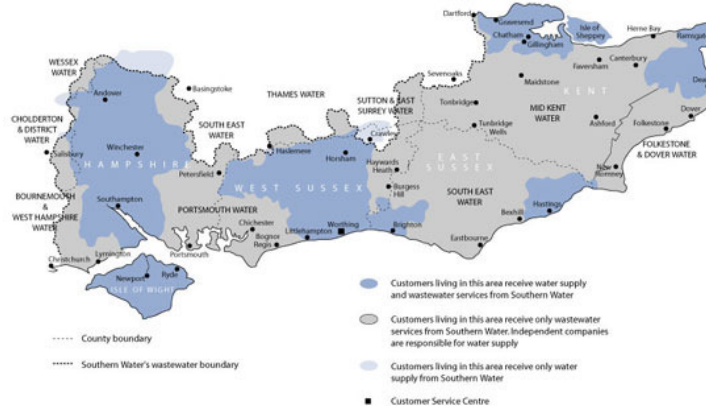 Dartford
Gravesend
Chatham
Gillingham
Isle of
Sheppey
Herne Bay
Ramsgate
WESSEX
WATER
Andover
Basingstoke
THAMES WATER
Sevenoaks
SUTTON & EAST
SURREY WATER
Maidstone
Faversham
Canterbury
KENT
CHOLDERTON
& DISTRICT
WATER
Salisbury
SOUTH EAST
WATER
Tonbridge
MID KENT
WATER
Dover
Winchester
HAMPSHIRE
Haslemere
Horsham
Crawley
Tunbridge
Wells
Ashford
Folkestone
FOLKESTONE
& DOVER WATER
Petersfield
WEST SUSSEX
Haywards
Heath
EAST
SUSSEX
New
Romney
BOURNEMOUTH
&
WEST HAMPSHIRE
WATER
Southampton
PORTSMOUTH WATER
Burgess
Hill
SOUTH EAST
WATER
Chichester
Bognor
Regis
Littlehampton
Worthing
Brighton
Bexhill
Hastings
Eastbourne
Christchurch
Lymington
Portsmouth
Newport
Ryde
ISLE OF WIGHT
County boundary
Southern Water's wastewater boundary
Customers living in this area receive water supply
and wastewater services from Southern Water
Customers living in this area receive only wastewater
services from Southern Water. Independent companies
are responsible for water supply
Customers living in this area receive only water
supply from Southern Water
Customer Service Centre